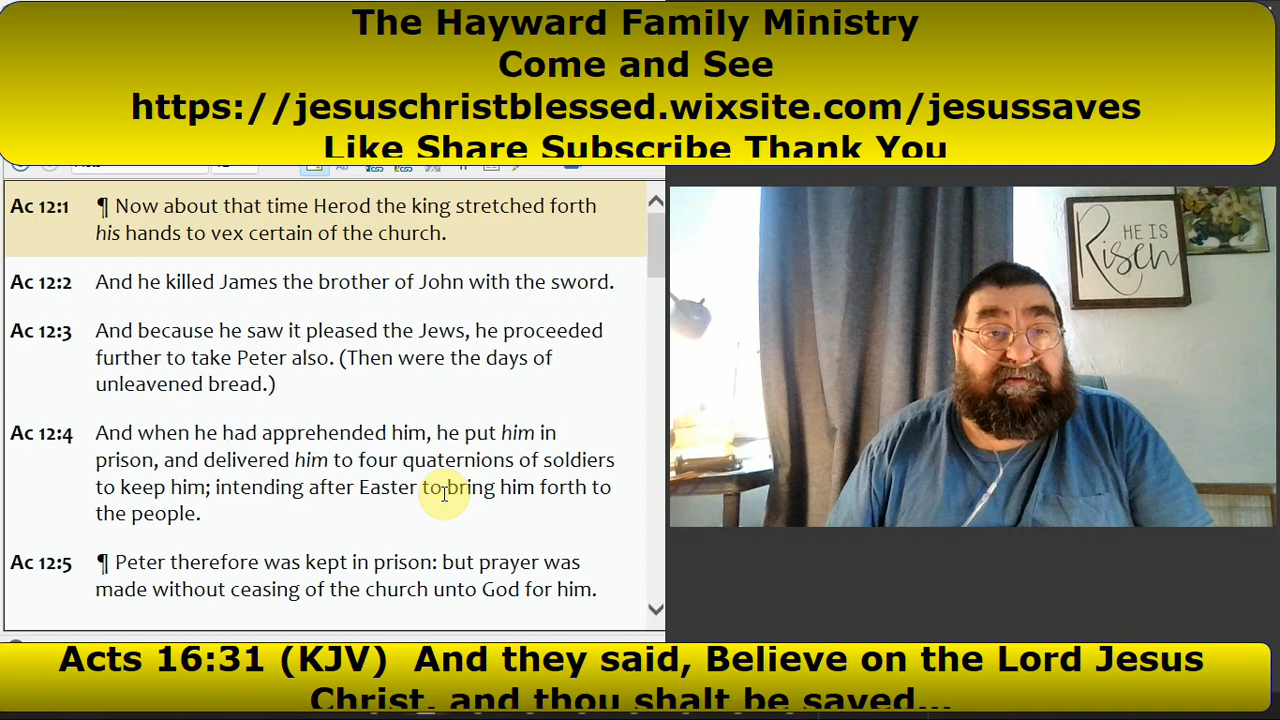 The Hayward Family Ministry
Come and See
https://jesuschristblessed.wixsite.com/jesussaves
Like Share Subscribe Thank You
Ac 12:1 ¶ Now about that time Herod the king stretched forth
his hands to vex certain of the church.
Ac 12:2 And he killed James the brother of John with the sword.
Ac 12:3 And because he saw it pleased the Jews, he proceeded
further to take Peter also. (Then were the days of
unleavened bread.)
Ac 12:4 And when he had apprehended him, he put him in
prison, and delivered him to four quaternions of soldiers
to keep him; intending after Easter to bring him forth to
the people.
Ac 12:5 ¶ Peter therefore was kept in prison: but prayer was
made without ceasing of the church unto God for him.
HE IS
Risen
Acts 16:31 (KJV) And they said, Believe on the Lord Jesus
Christ, and thou shalt be saved...